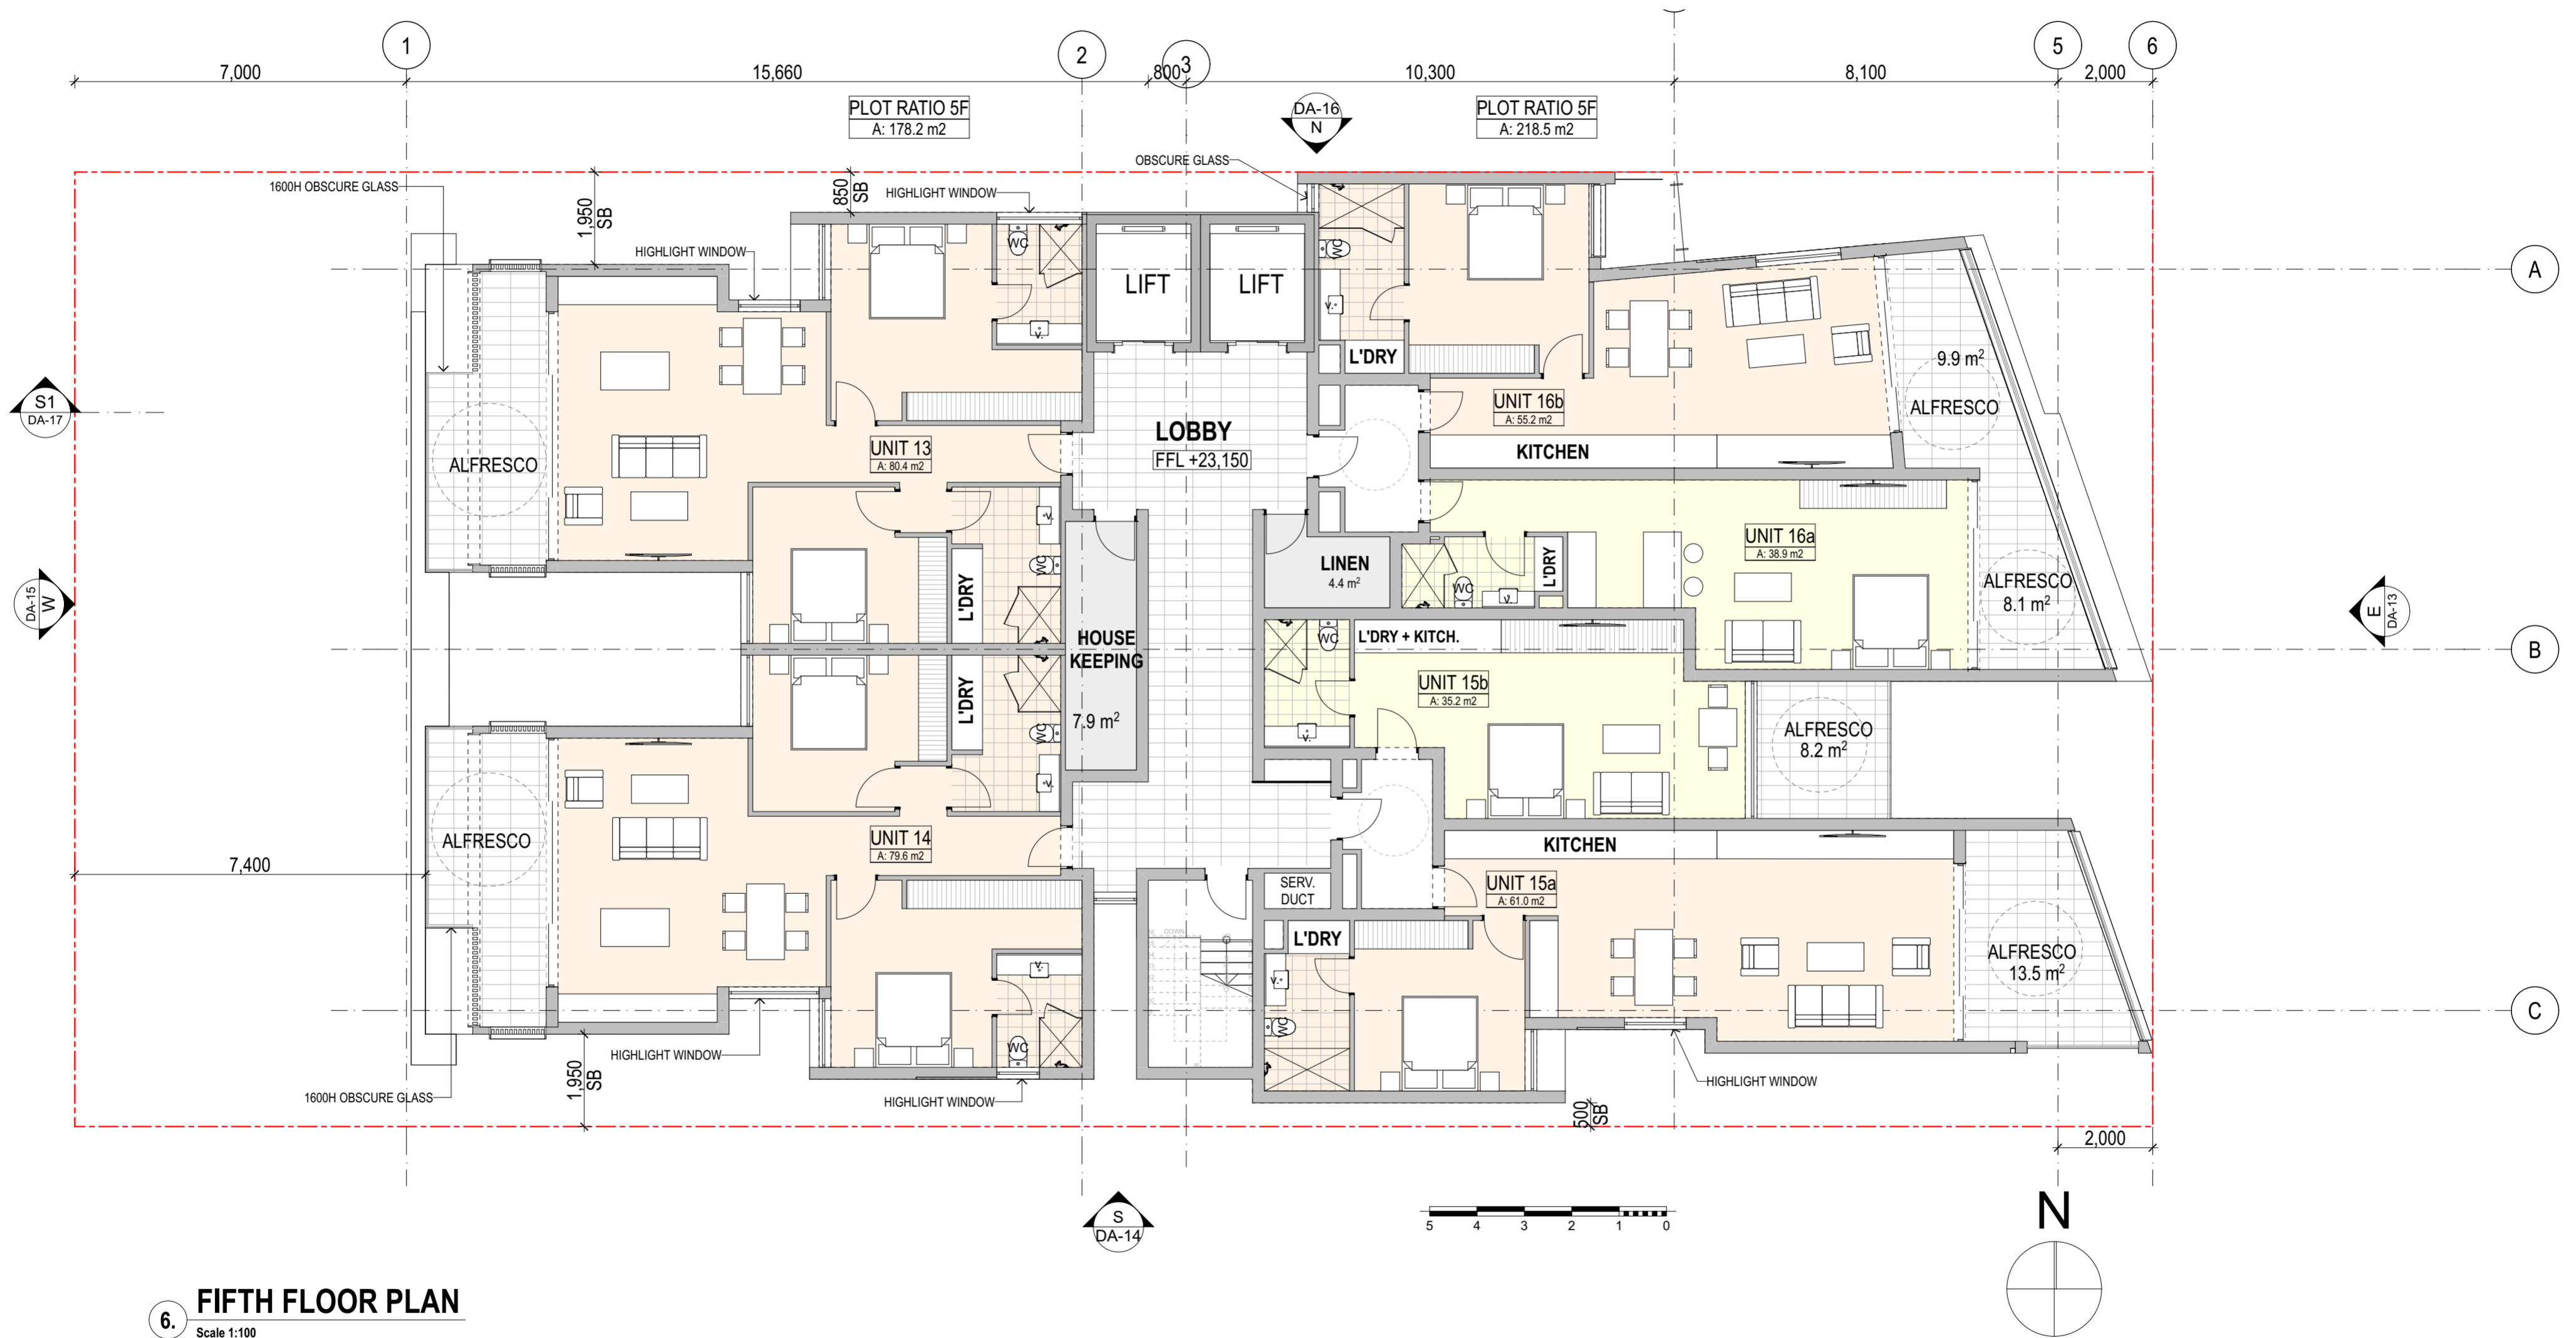 1
2
3
5
6
7,000
15,660
800
10,300
8,100
2,000
PLOT RATIO 5F
A: 178.2 m2
DA-16
N
PLOT RATIO 5F
A: 218.5 m2
OBSCURE GLASS
1600H OBSCURE GLASS
1,950
SB
850
SB
HIGHLIGHT WINDOW
HIGHLIGHT WINDOW
WC
V.
LIFT
LIFT
WC
V.
L'DRY
A
S1
DA-17
ALFRESCO
UNIT 13
A: 80.4 m2
LOBBY
FFL +23,150
UNIT 16b
A: 55.2 m2
KITCHEN
9.9 m2
ALFRESCO
V.
WC
L'DRY
LINEN
4.4 m2
WC
V.
L'DRY
UNIT 16a
A: 38.9 m2
ALFRESCO
8.1 m2
DA-15
W
E
DA-13
HOUSE
KEEPING
7.9 m2
WC
L'DRY + KITCH.
V.
B
L'DRY
WC
V.
UNIT 15b
A: 35.2 m2
ALFRESCO
8.2 m2
ALFRESCO
UNIT 14
A: 79.6 m2
7,400
KITCHEN
UNIT 15a
A: 61.0 m2
SERV.
DUCT
L'DRY
DOWN
V.
WC
ALFRESCO
13.5 m2
V.
WC
C
HIGHLIGHT WINDOW
1600H OBSCURE GLASS
1,950
SB
HIGHLIGHT WINDOW
HIGHLIGHT WINDOW
500
SB
2,000
S
DA-14
5
4
3
2
1
0
N
6.
FIFTH FLOOR PLAN
Scale 1:100